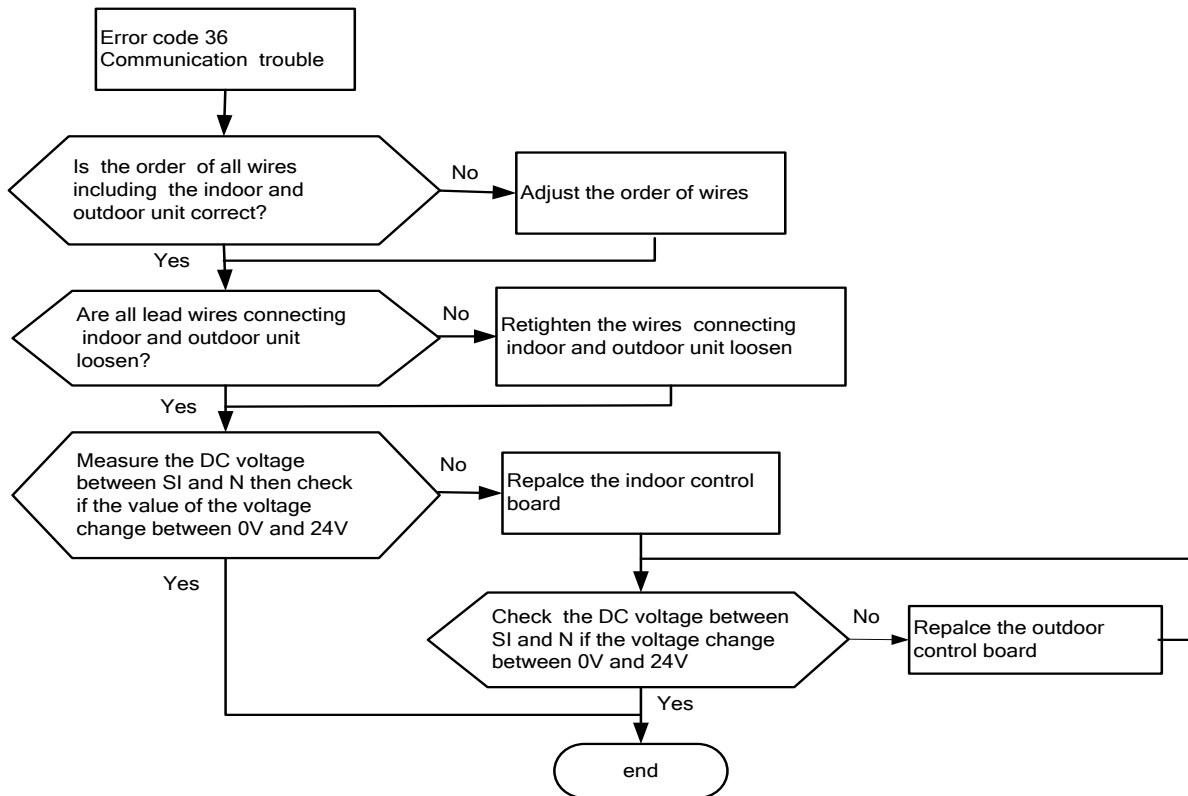 Error code 36
Communication trouble
Is the order of all wires
including the indoor and
outdoor unit correct?
No
Adjust the order of wires
Yes
Are all lead wires connecting
indoor and outdoor unit
loosen?
No
Retighten the wires connecting
indoor and outdoor unit loosen
Yes
Measure the DC voltage
between SI and N then check
if the value of the voltage
change between 0V and 24V
No
Repalce the indoor control
board
Yes
Check the DC voltage between
SI and N if the voltage change
between 0V and 24V
No
Repalce the outdoor
control board
Yes
end